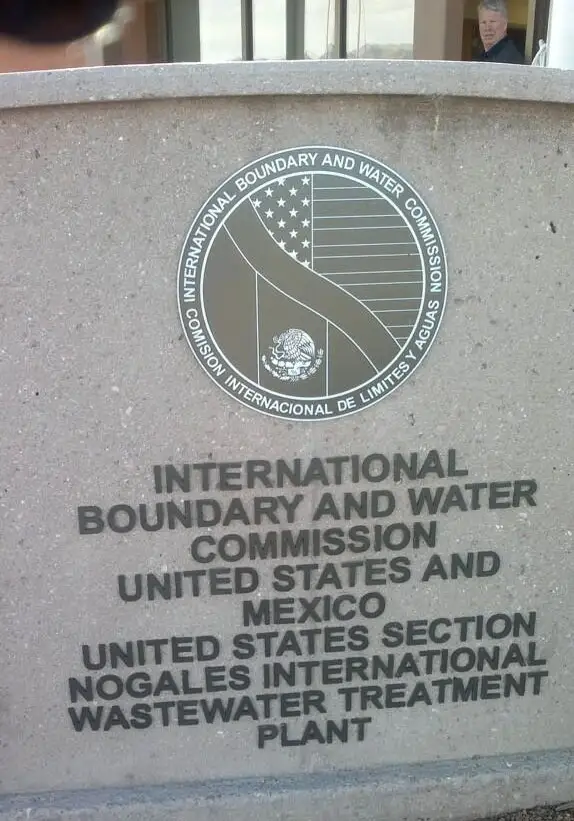 INTERNATIONAL BOUNDARY AND WATER COMMISSION
COMISION INTERNACIONAL DE LIMITES Y AGUAS
INTERNATIONAL
BOUNDARY AND WATER
COMMISSION
UNITED STATES AND
MEXICO
UNITED STATES SECTION
NOGALES INTERNATIONAL
WASTEWATER TREATMENT
PLANT